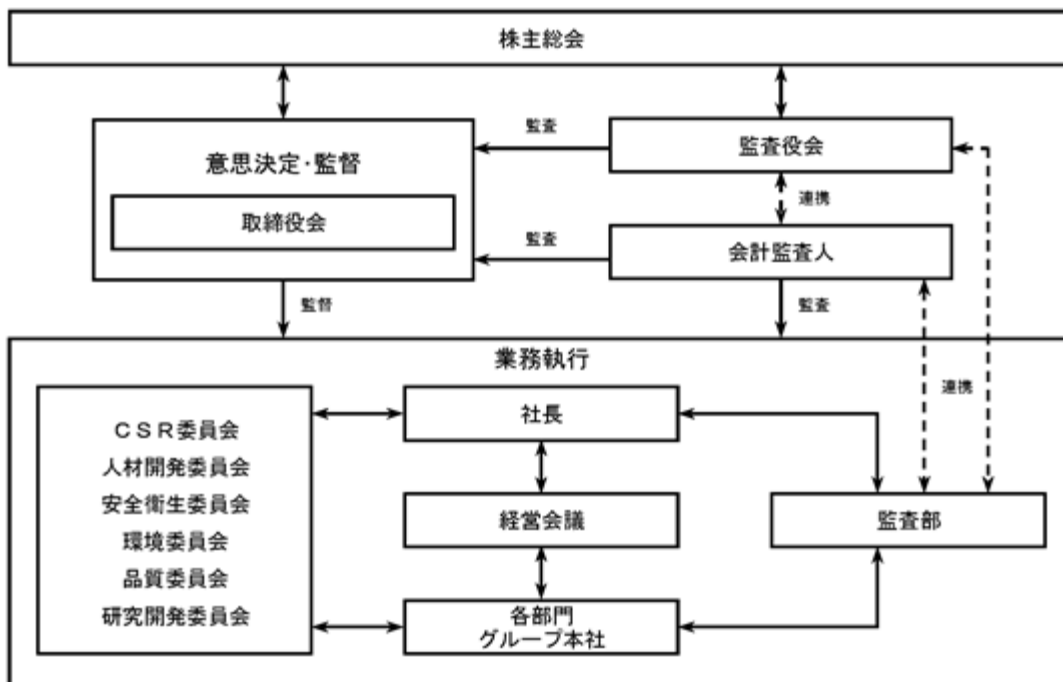 株主総会
意思決定・監督
取締役会
監査
監査役会
連携
監査
会計監査人
監督
監査
業務執行
CSR委員会
人材開発委員会
安全衛生委員会
環境委員会
品質委員会
研究開発委員会
社長
経営会議
各部門
グループ本社
連携
監査部